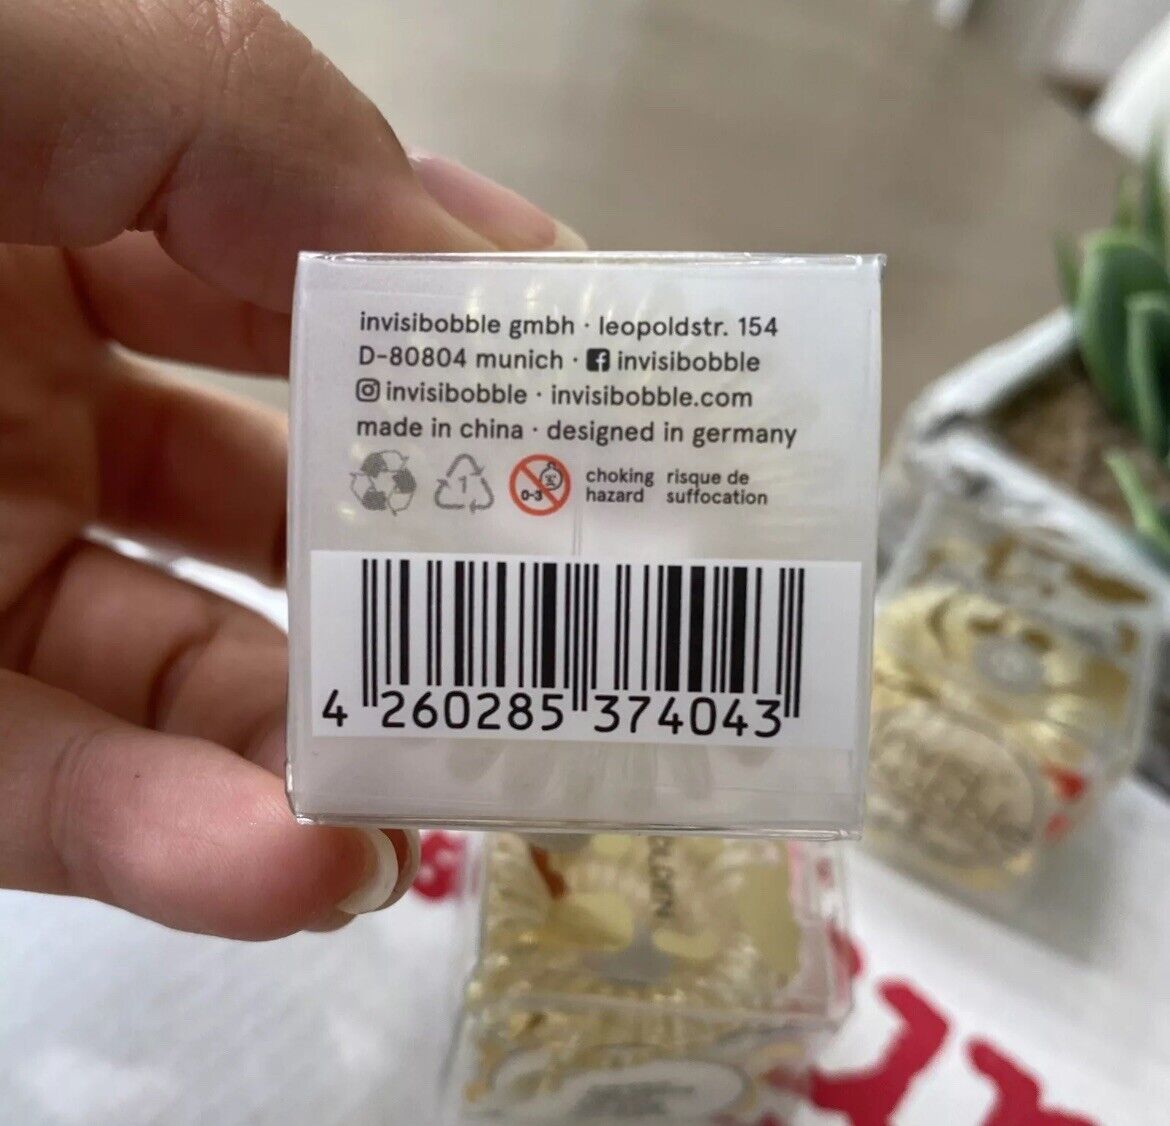 invisibobble gmbh · leopoldstr. 154
D-80804 munich · invisibobble
invisibobble · invisibobble.com
made in china · designed in germany
1
0-3
choking risque de
hazard suffocation
4 260285 374043